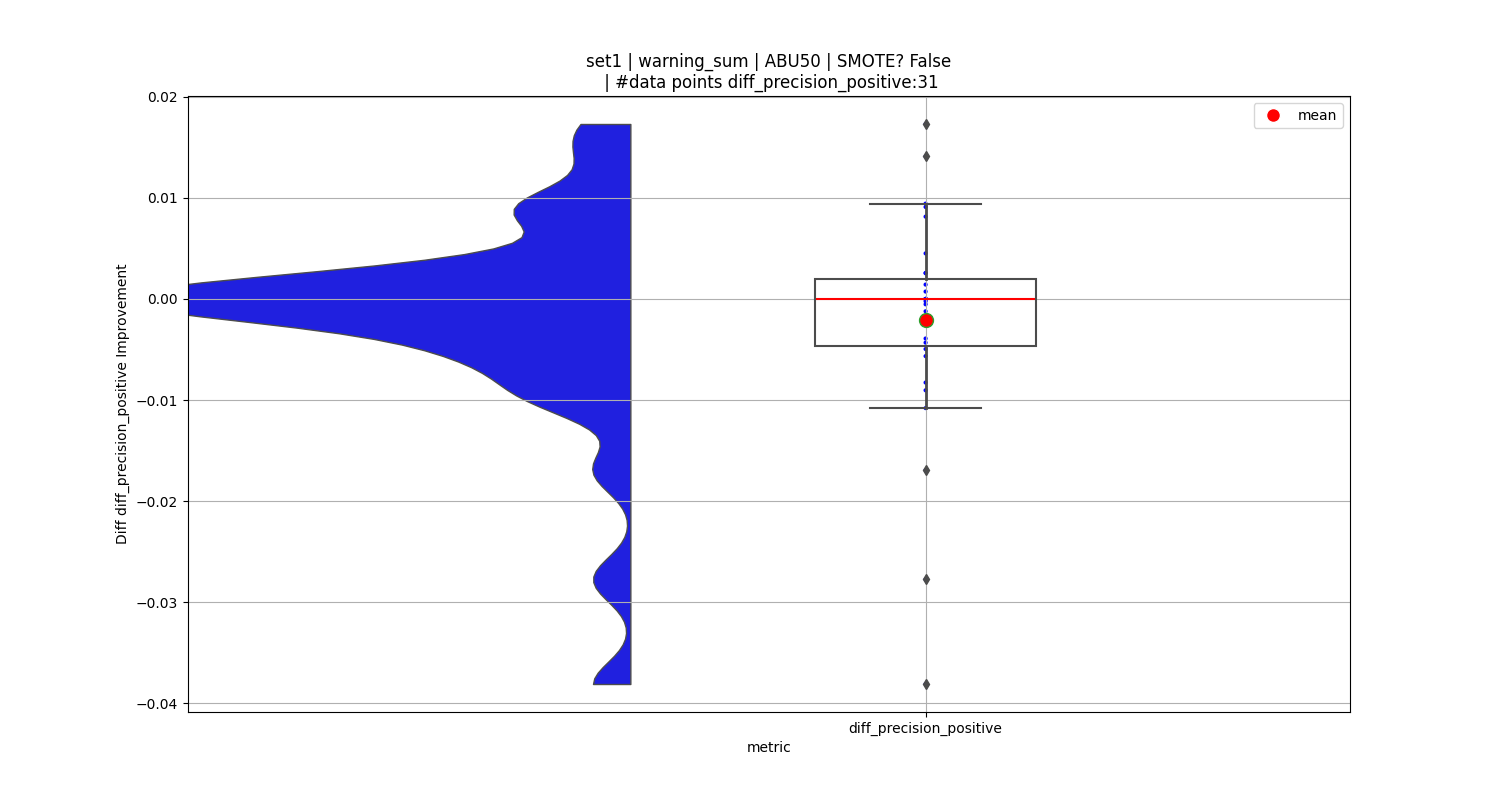 set1 | warning_sum | ABU50 | SMOTE? False
| #data points diff_precision_positive:31
mean
Diff diff_precision_positive Improvement
0.02
0.01
0.00
−0.01
−0.02
−0.03
−0.04
diff_precision_positive
metric